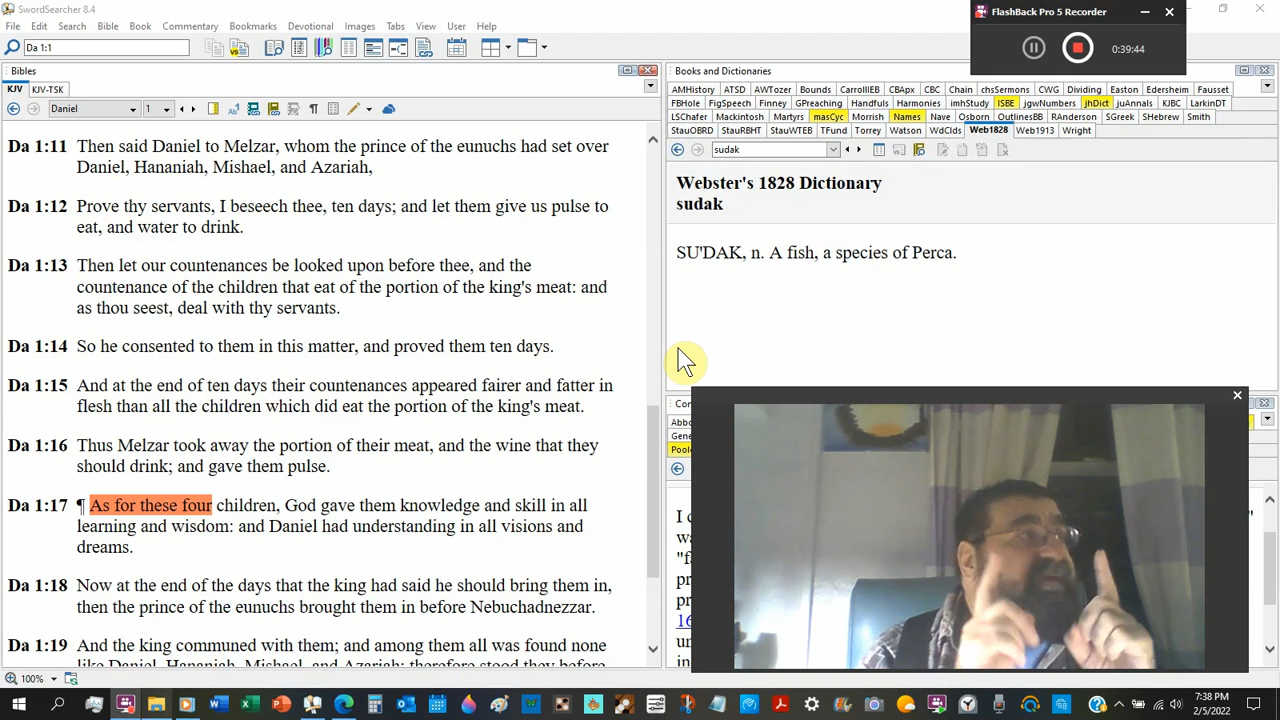 SwordSearcher 8.4
File Edit Search Bible Book Commentary Bookmarks Devotional Images Tabs View User Help
Da 1:1
Bibles
KJV KJV-TSK
Daniel 1
Da 1:11 Then said Daniel to Melzar, whom the prince of the eunuchs had set over
Daniel, Hananiah, Mishael, and Azariah,
Da 1:12 Prove thy servants, I beseech thee, ten days; and let them give us pulse to
eat, and water to drink.
Da 1:13 Then let our countenances be looked upon before thee, and the
countenance of the children that eat of the portion of the king's meat: and
as thou seest, deal with thy servants.
Da 1:14 So he consented to them in this matter, and proved them ten days.
Da 1:15 And at the end of ten days their countenances appeared fairer and fatter in
flesh than all the children which did eat the portion of the king's meat.
Da 1:16 Thus Melzar took away the portion of their meat, and the wine that they
should drink; and gave them pulse.
Da 1:17 ¶ As for these four children, God gave them knowledge and skill in all
learning and wisdom: and Daniel had understanding in all visions and
dreams.
Da 1:18 Now at the end of the days that the king had said he should bring them in,
then the prince of the eunuchs brought them in before Nebuchadnezzar.
Da 1:19 And the king communed with them; and among them all was found none
like Daniel, Hananiah, Mishael, and Azariah: therefore stood they before
100%
FlashBack Pro 5 Recorder
0:39:44
Books and Dictionaries
AMHistory ATSD AWTozer Bounds CarrollIEB CBApx CBC Chain chsSermons CWG Dividing Easton Edersheim Fausset
FBHole FigSpeech Finney GPreaching Handfuls Harmonies imhStudy ISBE jgwNumbers jhDict juAnnals KJBC LarkinDT
LSChafer Mackintosh Martyrs masCyc Morrish Names Nave Osborn OutlinesBB RAnderson SGreek SHebrew Smith
StauOBRD StauRBHT StauWTEB TFund Torrey Watson WdClds Web1828 Web1913 Wright
sudak
Webster's 1828 Dictionary
sudak
SU'DAK, n. A fish, a species of Perca.
7:38 PM
2/5/2022